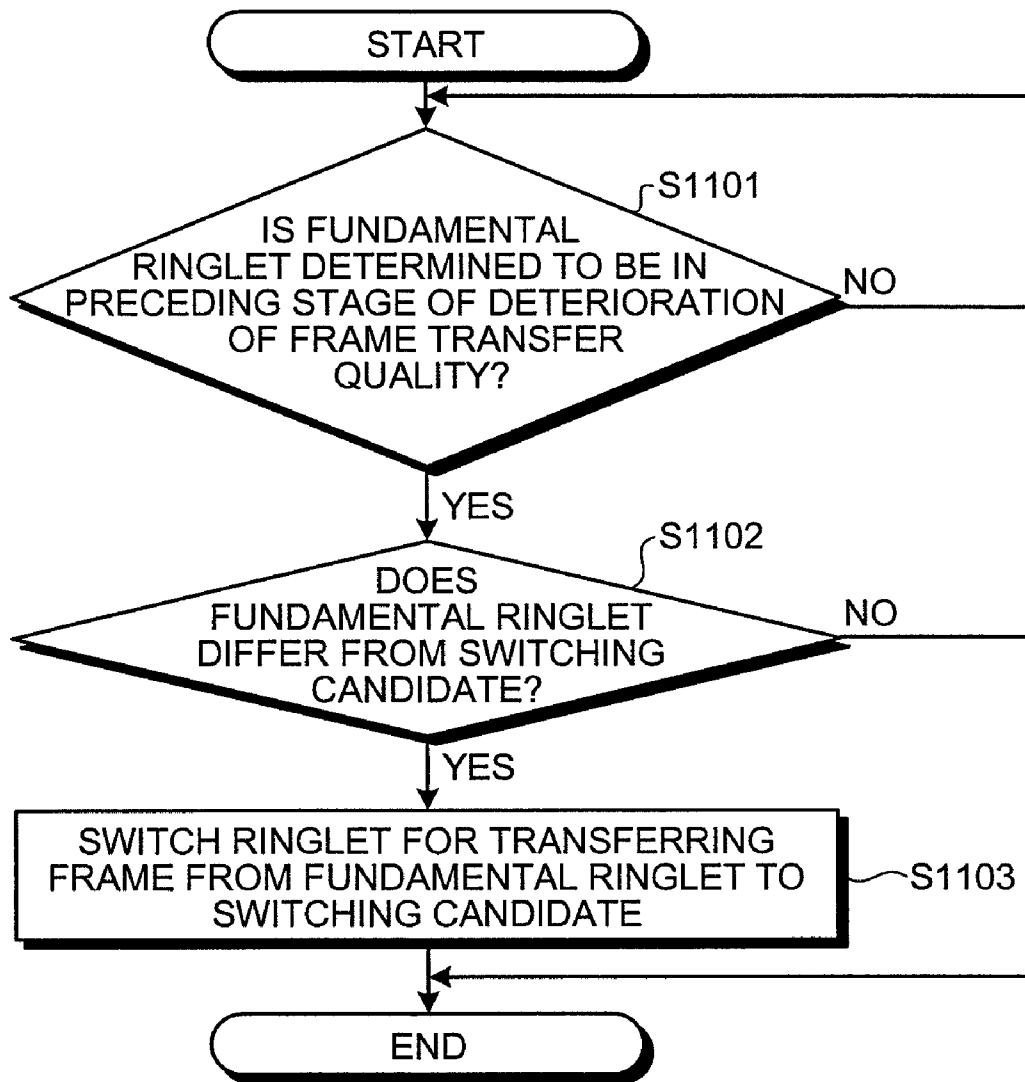 START
S1101
IS FUNDAMENTAL
RINGLET DETERMINED TO BE IN
PRECEDING STAGE OF DETERIORATION
OF FRAME TRANSFER
QUALITY?
NO
YES
S1102
DOES
FUNDAMENTAL RINGLET
DIFFER FROM SWITCHING
CANDIDATE?
NO
YES
SWITCH RINGLET FOR TRANSFERRING
FRAME FROM FUNDAMENTAL RINGLET TO
SWITCHING CANDIDATE
S1103
END